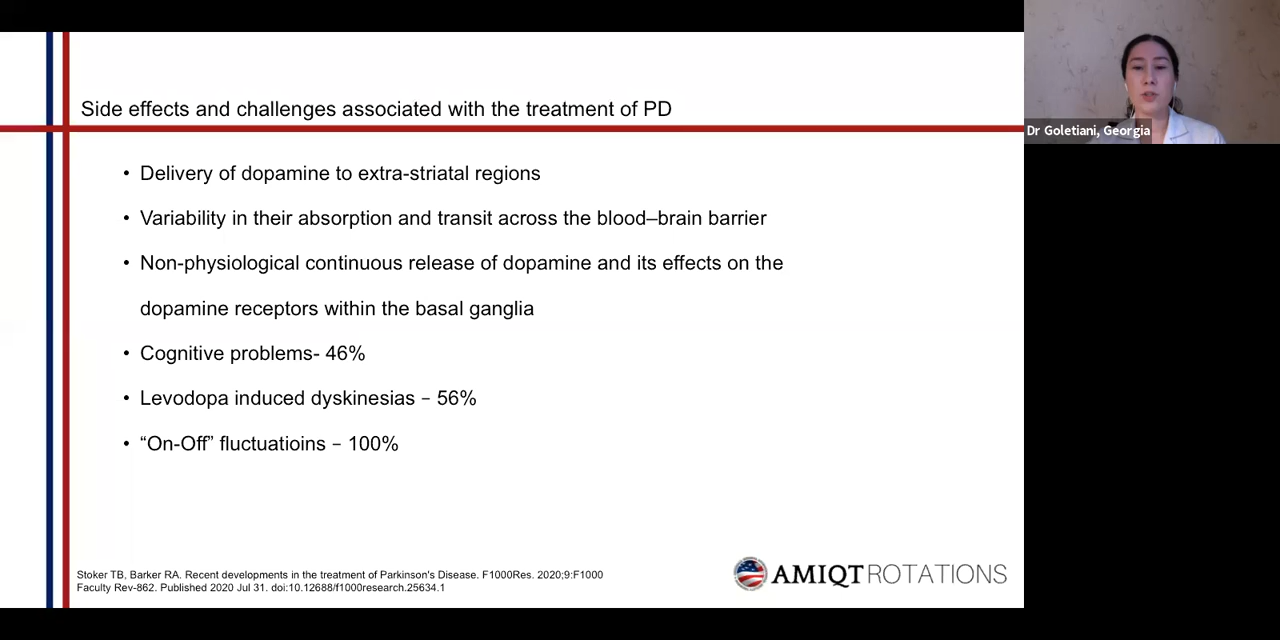 Side effects and challenges associated with the treatment of PD
• Delivery of dopamine to extra-striatal regions
• Variability in their absorption and transit across the blood–brain barrier
• Non-physiological continuous release of dopamine and its effects on the
dopamine receptors within the basal ganglia
• Cognitive problems- 46%
• Levodopa induced dyskinesias – 56%
• “On-Off” fluctuatioins – 100%
Stoker TB, Barker RA. Recent developments in the treatment of Parkinson's Disease. F1000Res. 2020;9:F1000
Faculty Rev-862. Published 2020 Jul 31. doi:10.12688/f1000research.25634.1
AMIQT ROTATIONS
Dr Goletiani, Georgia